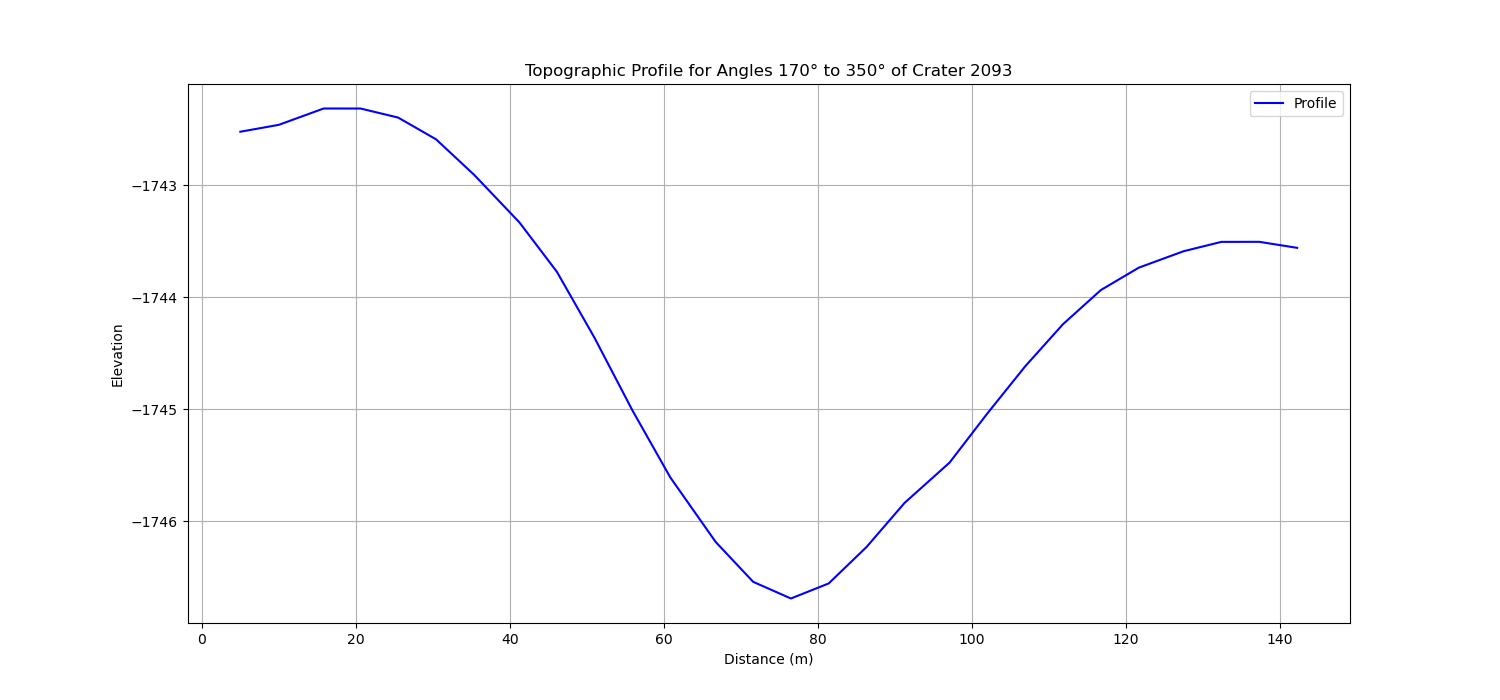 Topographic Profile for Angles 170° to 350° of Crater 2093
Profile
−1743
−1744
−1745
−1746
Elevation
0 20 40 60 80 100 120 140
Distance (m)